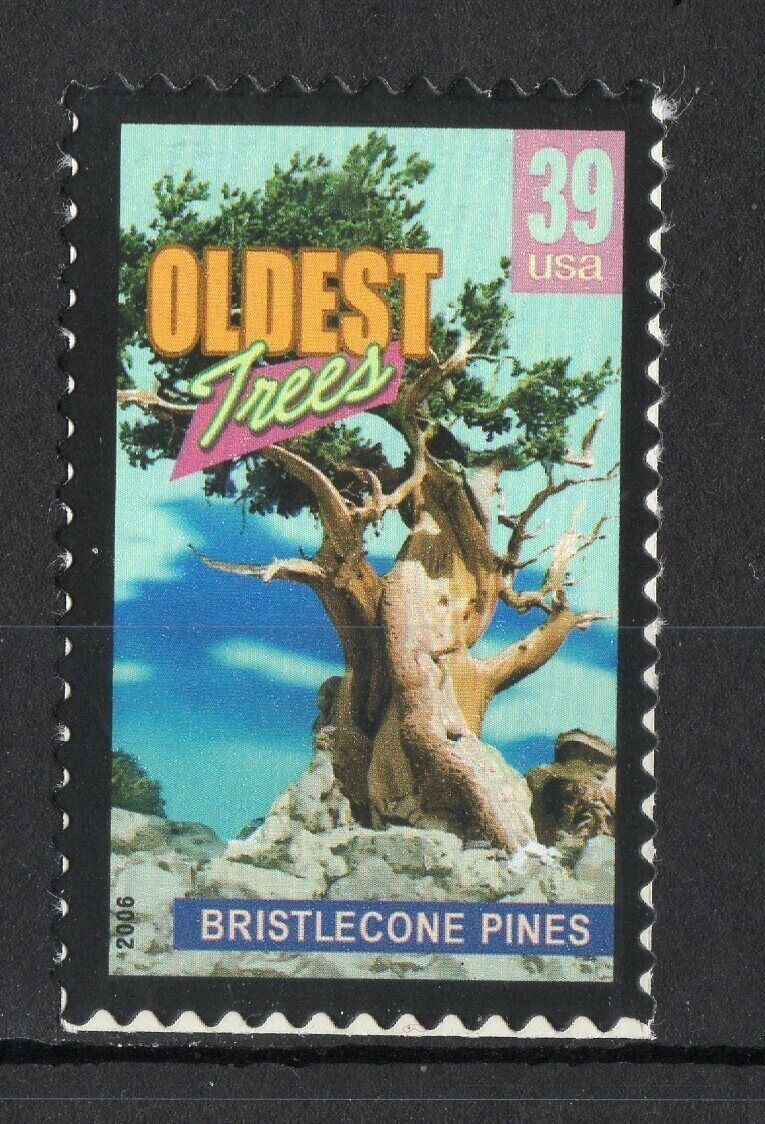 39
usa
OLDEST
Trees
BRISTLECONE PINES
2006